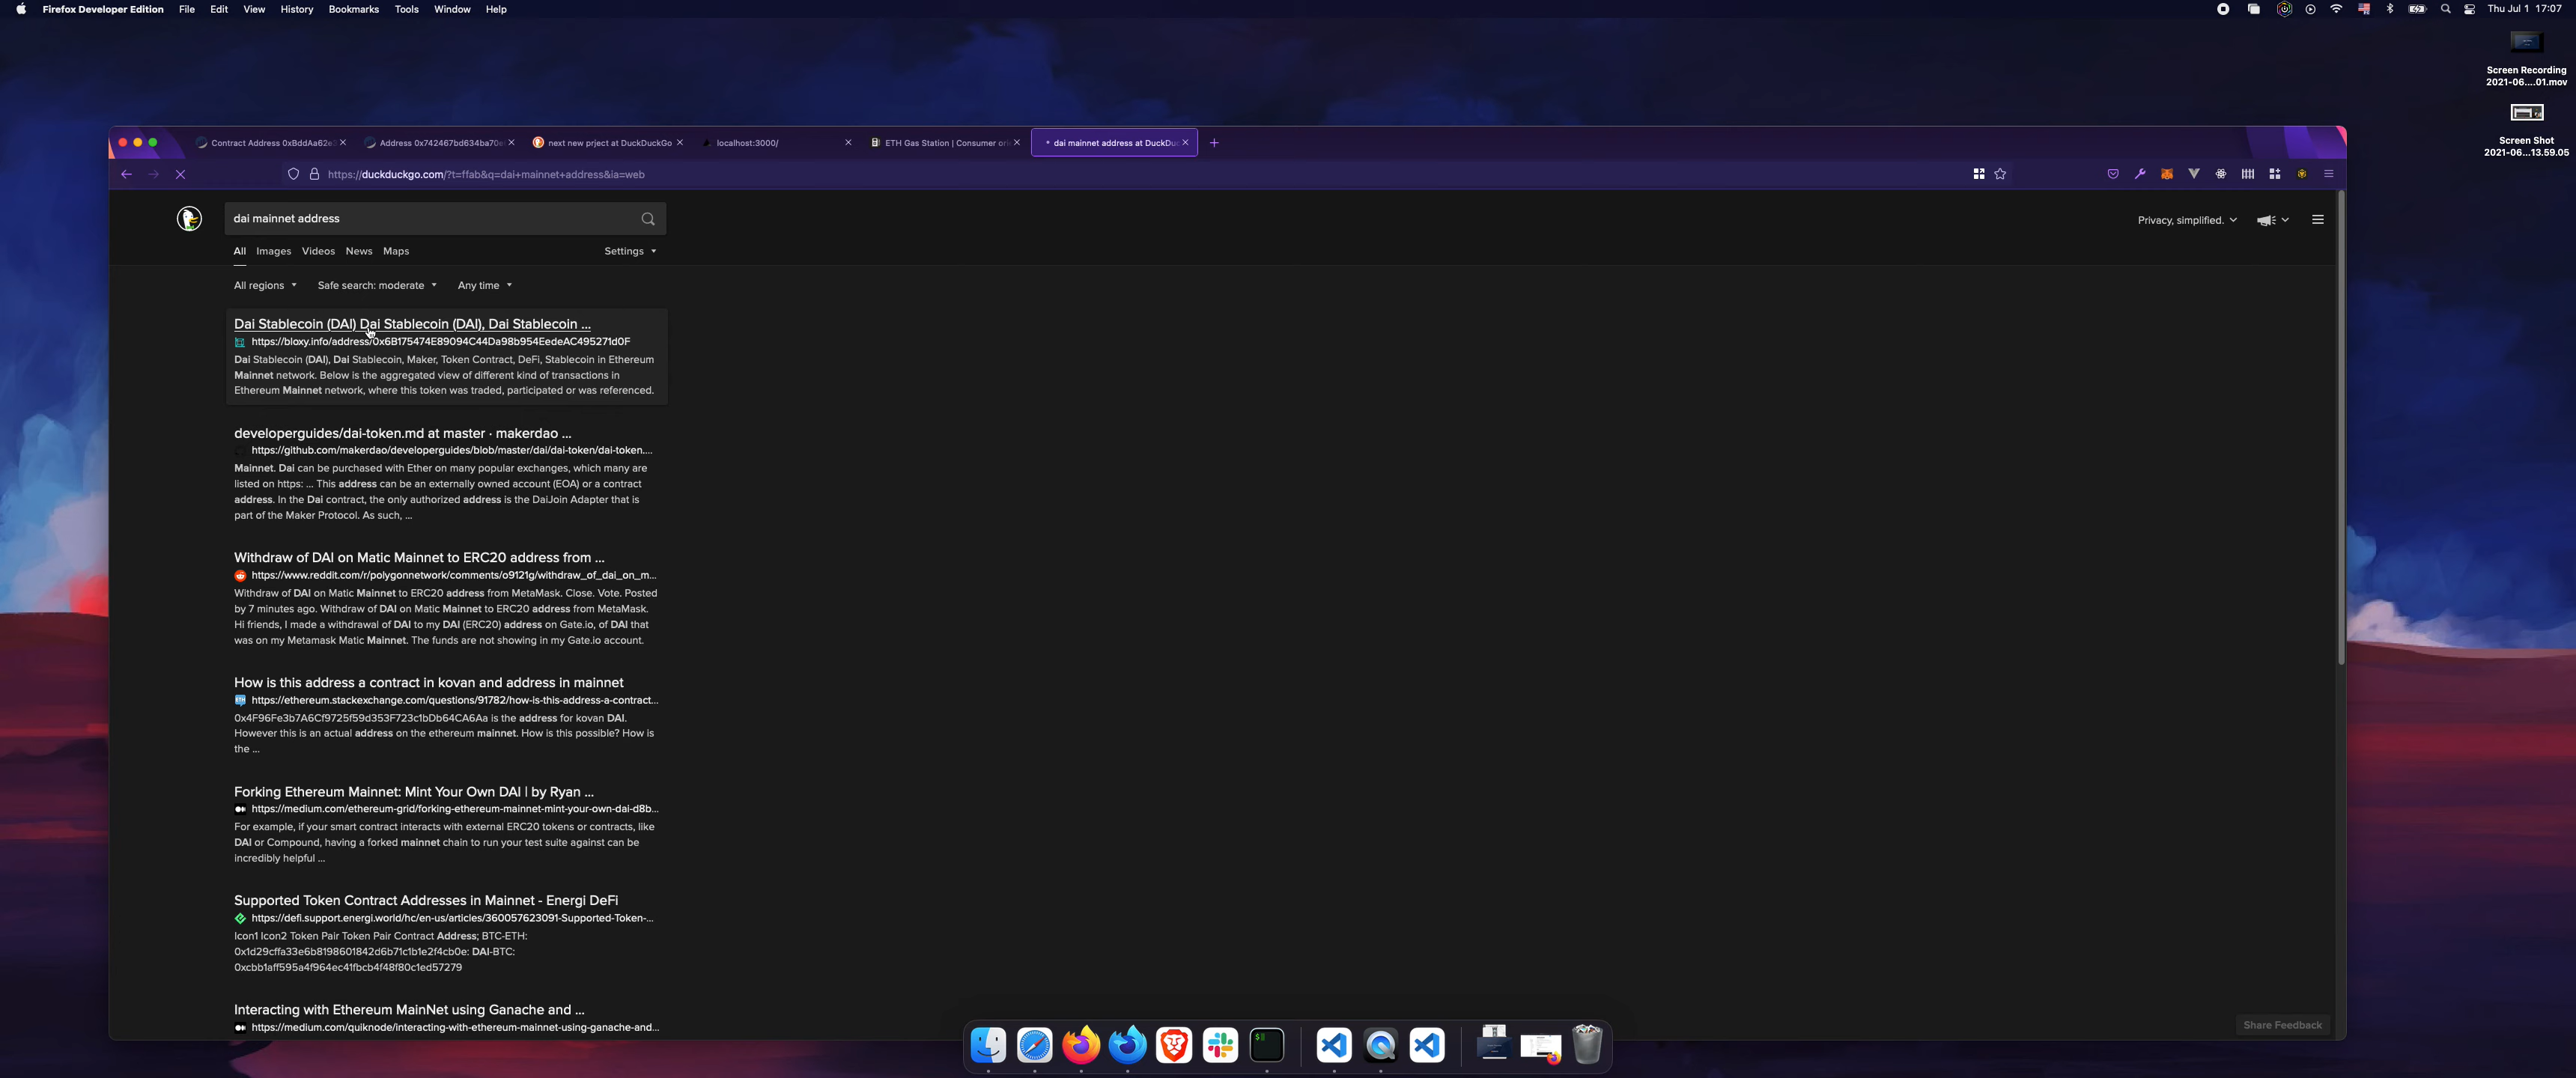 Firefox Developer Edition File Edit View History Bookmarks Tools Window Help
Thu Jul 1 17:07
Screen Recording
2021-06....01.mov
Screen Shot
2021-06...13.59.05
Contract Address 0xBddAa62e
Address 0x742467bd634ba70a
next new prject at DuckDuckGo
localhost:3000/
ETH Gas Station | Consumer ori
dai mainnet address at DuckDu
https://duckduckgo.com/?t=ffab&q=dai+mainnet+address&ia=web
dai mainnet address
Privacy, simplified.
All Images Videos News Maps Settings
All regions Safe search: moderate Any time
Dai Stablecoin (DAI) Dai Stablecoin (DAI), Dai Stablecoin ...
https://bloxy.info/address/0x6B175474E89094C44Da98b954EedeAC495271d0F
Dai Stablecoin (DAI), Dai Stablecoin, Maker, Token Contract, DeFi, Stablecoin in Ethereum
Mainnet network. Below is the aggregated view of different kind of transactions in
Ethereum Mainnet network, where this token was traded, participated or was referenced.
developerguides/dai-token.md at master · makerdao ...
https://github.com/makerdao/developerguides/blob/master/dai/dai-token/dai-token....
Mainnet. Dai can be purchased with Ether on many popular exchanges, which many are
listed on https: ... This address can be an externally owned account (EOA) or a contract
address. In the Dai contract, the only authorized address is the DaiJoin Adapter that is
part of the Maker Protocol. As such, ...
Withdraw of DAI on Matic Mainnet to ERC20 address from ...
https://www.reddit.com/r/polygonnetwork/comments/o9121g/withdraw_of_dai_on_m...
Withdraw of DAI on Matic Mainnet to ERC20 address from MetaMask. Close. Vote. Posted
by 7 minutes ago. Withdraw of DAI on Matic Mainnet to ERC20 address from MetaMask.
Hi friends, I made a withdrawal of DAI to my DAI (ERC20) address on Gate.io, of DAI that
was on my Metamask Matic Mainnet. The funds are not showing in my Gate.io account.
How is this address a contract in kovan and address in mainnet
https://ethereum.stackexchange.com/questions/91782/how-is-this-address-a-contract...
0x4F96Fe3b7A6Cf9725f59d353F723c1bDb64CA6Aa is the address for kovan DAI.
However this is an actual address on the ethereum mainnet. How is this possible? How is
the ...
Forking Ethereum Mainnet: Mint Your Own DAI | by Ryan ...
https://medium.com/ethereum-grid/forking-ethereum-mainnet-mint-your-own-dai-d8b...
For example, if your smart contract interacts with external ERC20 tokens or contracts, like
DAI or Compound, having a forked mainnet chain to run your test suite against can be
incredibly helpful ...
Supported Token Contract Addresses in Mainnet - Energi DeFi
https://defi.support.energi.world/hc/en-us/articles/360057623091-Supported-Token-...
Icon1 Icon2 Token Pair Token Pair Contract Address; BTC-ETH:
0x1d29cffa33e6b8198601842d6b71c1b1e2f4cb0e: DAI-BTC:
0xcbb1aff595a4f964ec41fbcb4f48f80c1ed57279
Interacting with Ethereum MainNet using Ganache and ...
https://medium.com/quiknode/interacting-with-ethereum-mainnet-using-ganache-and...
Share Feedback